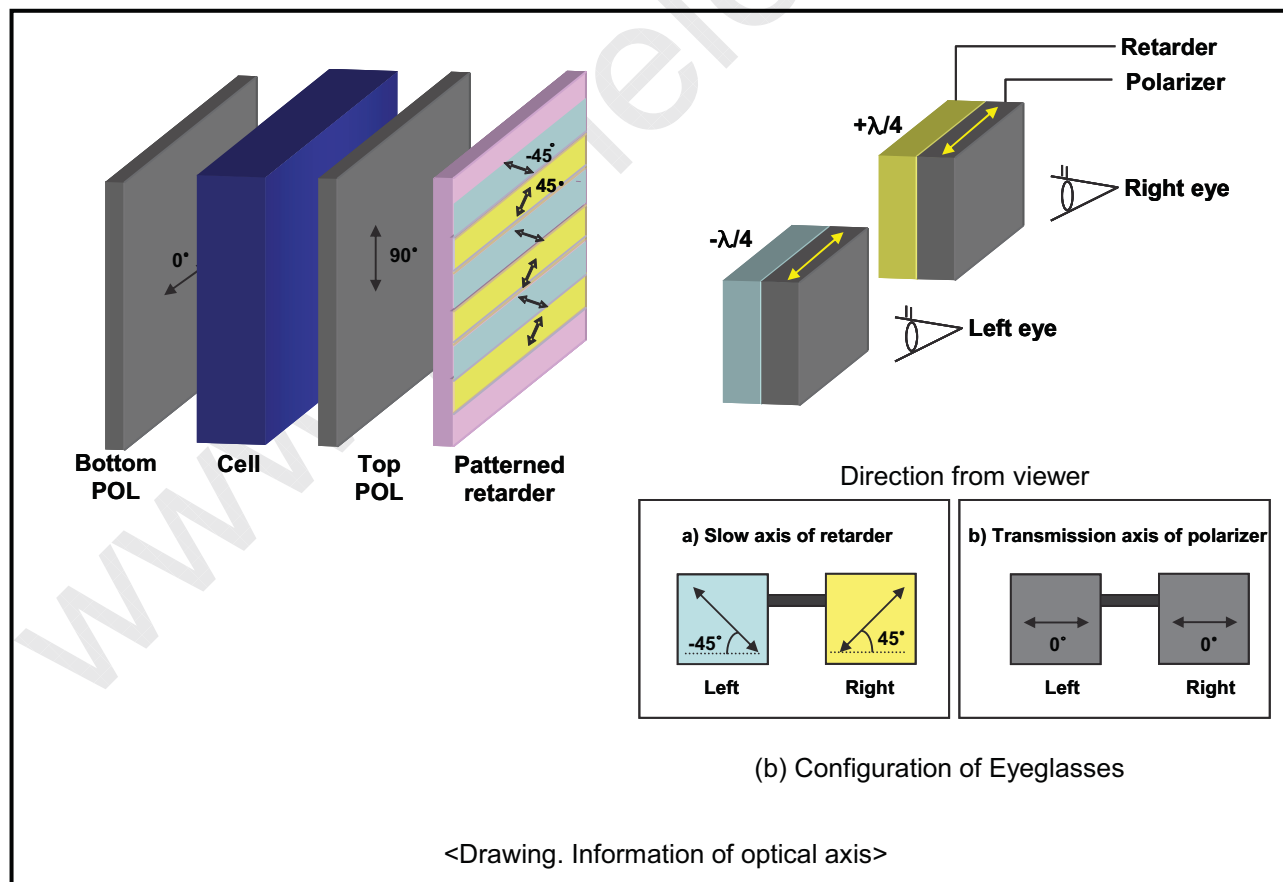 Retarder
Polarizer
+λ/4
-45°
45°
Right eye
-λ/4
90°
0°
Left eye
Bottom
POL
Cell
Top
POL
Patterned
retarder
Direction from viewer
a) Slow axis of retarder
-45°
45°
Left
Right
b) Transmission axis of polarizer
0°
0°
Left
Right
(b) Configuration of Eyeglasses
<Drawing. Information of optical axis>